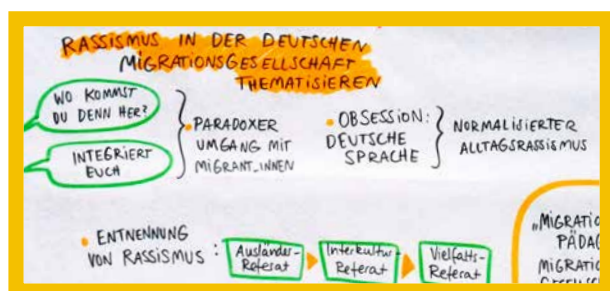 RASSISMUS IN DER DEUTSCHEN
MIGRATIONSGESELLSCHAFT
THEMATISIEREN
WO KOMMST
DU DENN HER?
INTEGRIERT
EUCH
PARADOXER
UMGANG MIT
MIGRANT_INNEN
OBSESSION:
DEUTSCHE
SPRACHE
NORMALISIERTER
ALLTAGSRASSISMUS
ENTNENNUNG
VON RASSISMUS:
Ausländer-
Referat
Interkultur-
Referat
Vielfalts-
Referat
„MIGRATIO
PÄDAG
MIGRATIO